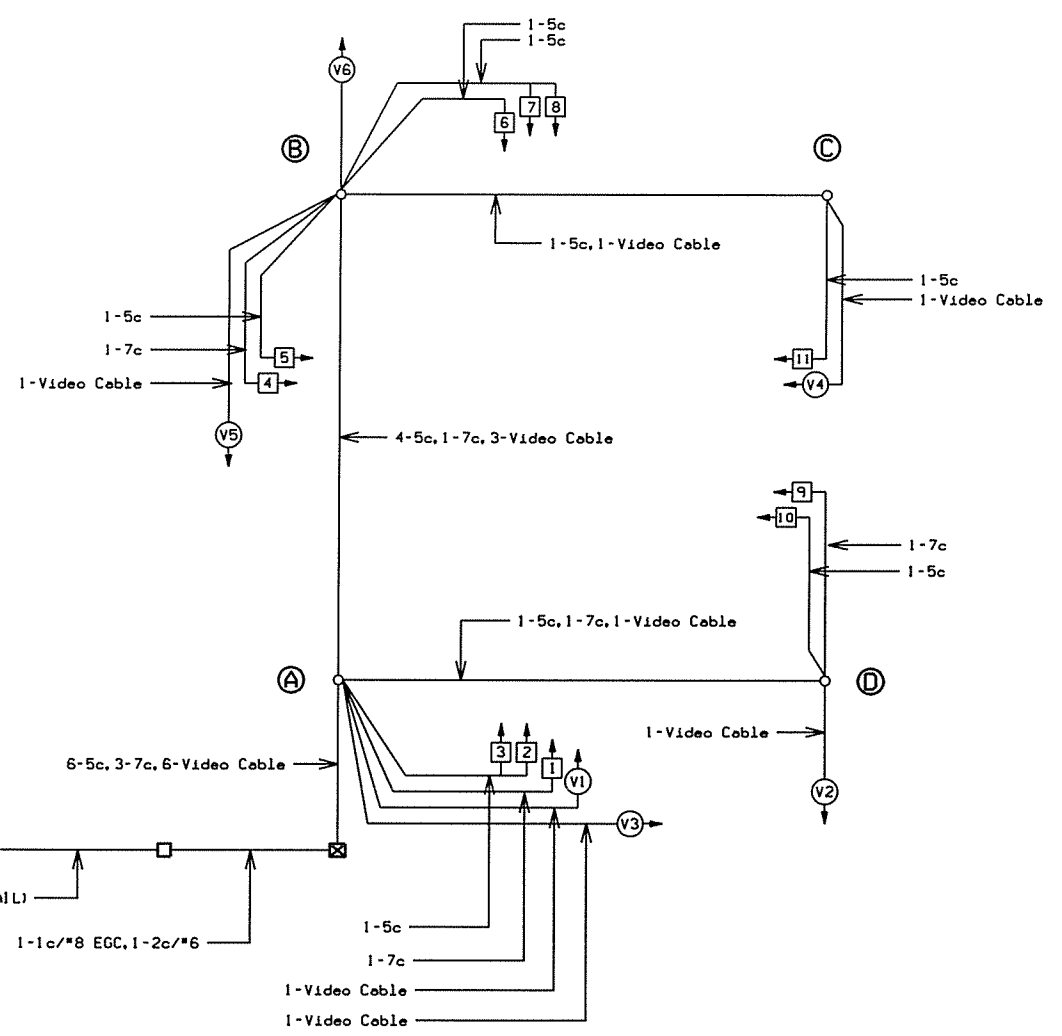 1-5c
1-5c
V6
7
8
6
B
C
1-5c,1-Video Cable
1-5c
1-Video Cable
1-5c
1-7c
5
11
1-Video Cable
4
V4
V5
4-5c,1-7c,3-Video Cable
9
10
1-7c
1-5c
1-5c,1-7c,1-Video Cable
A
D
1-Video Cable
3
2
1
6-5c,3-7c,6-Video Cable
V1
V2
V3
1-1c/#8 EGC,1-2c/#6
1-5c
1-7c
1-Video Cable
1-Video Cable